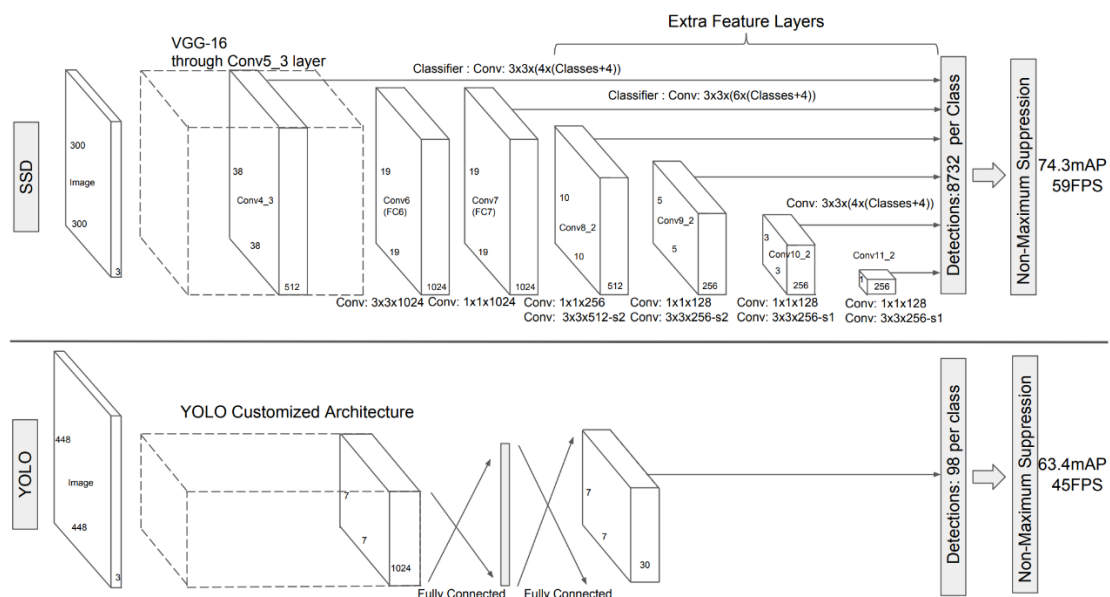 Extra Feature Layers
VGG-16
through Conv5_3 layer
Classifier : Conv: 3x3x(4x(Classes+4))
Classifier : Conv: 3x3x(6x(Classes+4))
SSD
300
Image
300
3
38
Conv4_3
38
512
19
Conv6
(FC6)
19
1024
19
Conv7
(FC7)
19
1024
10
Conv8_2
10
512
5
Conv9_2
5
256
Conv: 3x3x(4x(Classes+4))
3
Conv10_2
3
256
Conv11_2
1
256
Detections:8732 per Class
Non-Maximum Suppression
74.3mAP
59FPS
Conv: 3x3x1024
Conv: 1x1x1024
Conv: 1x1x256
Conv: 3x3x512-s2
Conv: 1x1x128
Conv: 3x3x256-s2
Conv: 1x1x128
Conv: 3x3x256-s1
Conv: 1x1x128
Conv: 3x3x256-s1
YOLO
448
Image
448
3
YOLO Customized Architecture
7
7
1024
Fully Connected
Fully Connected
7
7
30
Detections: 98 per class
Non-Maximum Suppression
63.4mAP
45FPS